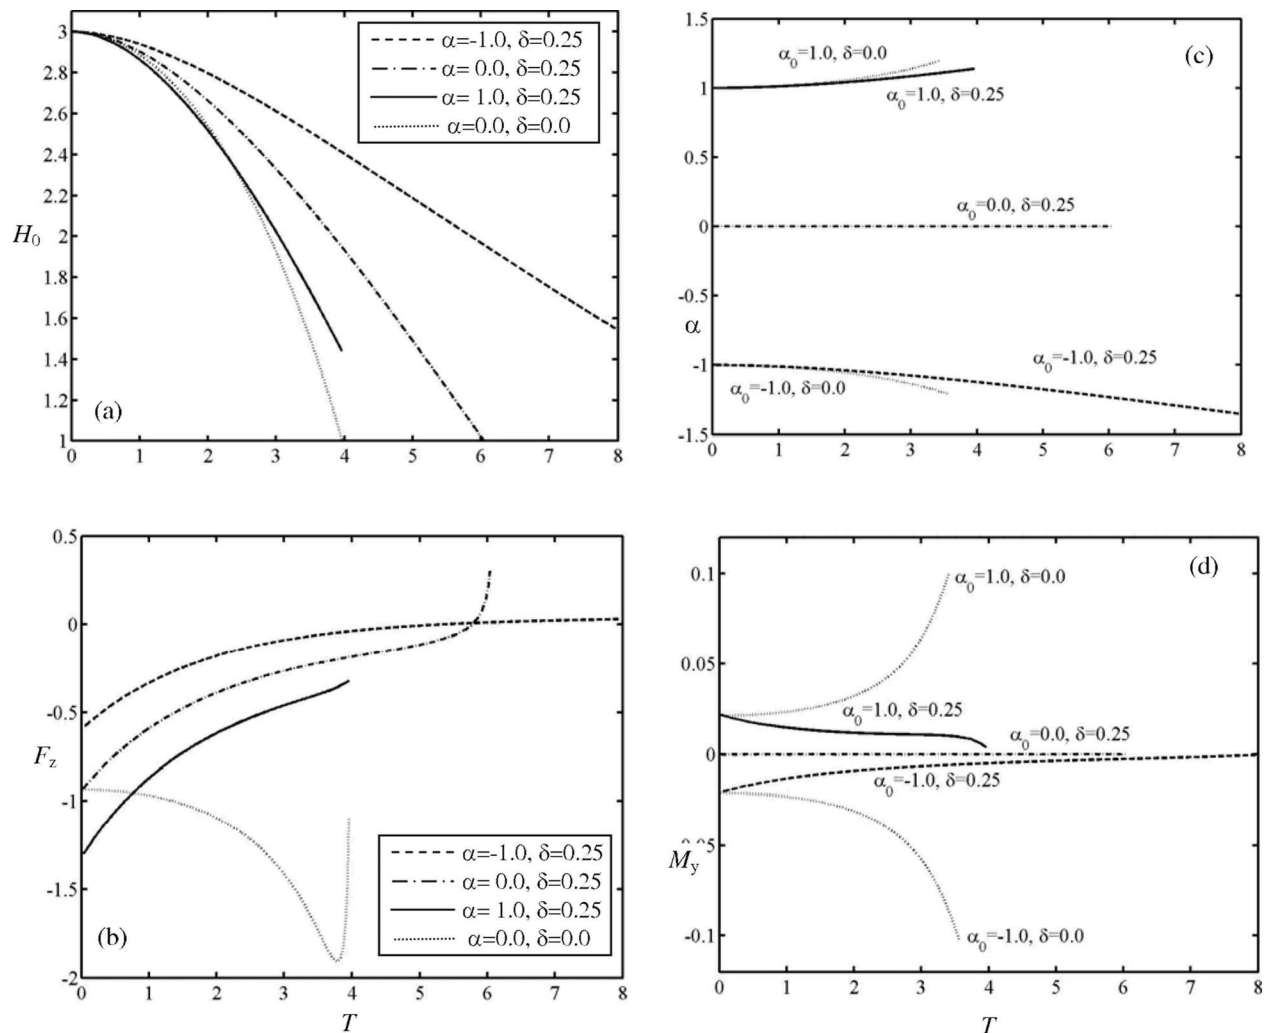 3
2.8
2.6
2.4
2.2
2
1.8
1.6
1.4
1.2
1
H0
0 1 2 3 4 5 6 7 8
α=-1.0, δ=0.25
α= 0.0, δ=0.25
α= 1.0, δ=0.25
α=0.0, δ=0.0
(a)
1.5
1
0.5
0
-0.5
α
-1
-1.5
0 1 2 3 4 5 6 7 8
α0=1.0, δ=0.0
(c)
α0=1.0, δ=0.25
α0=0.0, δ=0.25
α0=-1.0, δ=0.25
α0=-1.0, δ=0.0
0.5
0
-0.5
Fz
-1
-1.5
-2
0 1 2 3 4 5 6 7 8
T
α=-1.0, δ=0.25
α= 0.0, δ=0.25
α= 1.0, δ=0.25
α=0.0, δ=0.0
(b)
0.1
0.05
0
My
-0.1
0 1 2 3 4 5 6 7 8
T
α0=1.0, δ=0.0
(d)
α0=1.0, δ=0.25
α0=0.0, δ=0.25
α0=-1.0, δ=0.25
α0=-1.0, δ=0.0